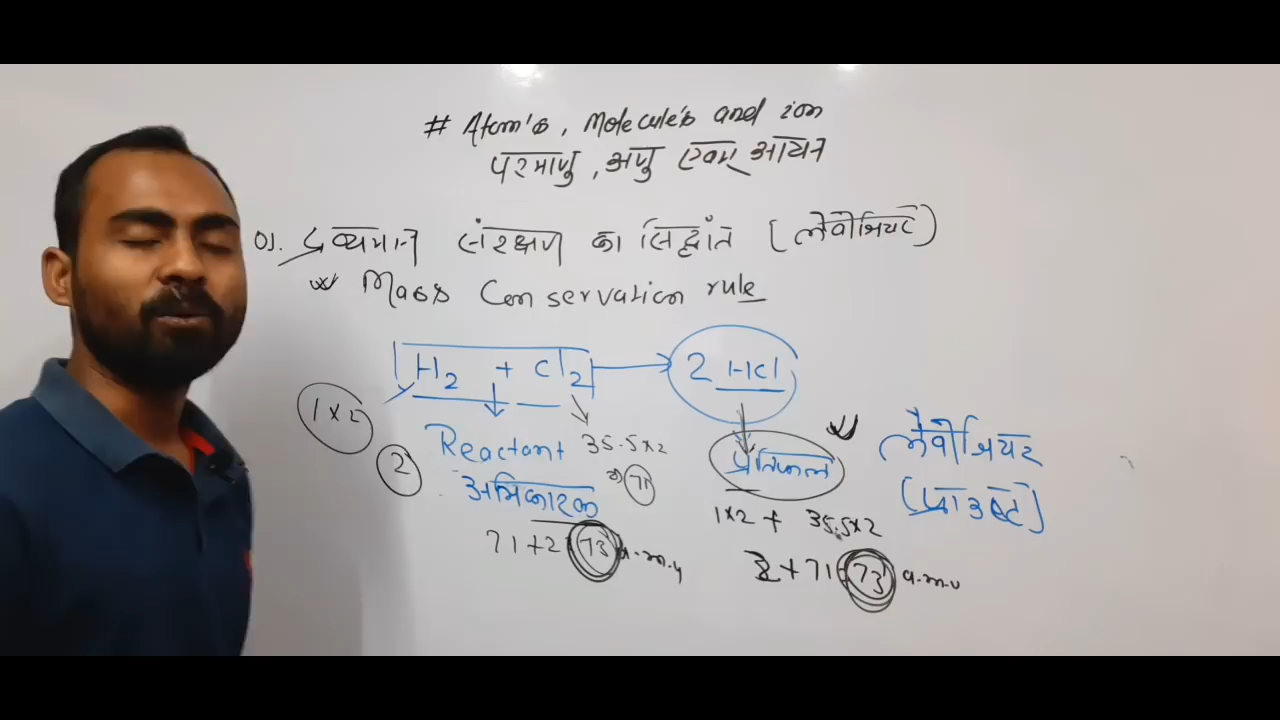 # Atom's, Molecule's and ion
परमाणु, अणु एवम् आयन
01. द्रव्यमान संरक्षण का सिद्धांत (लैवोजियर)
Mass Conservation rule
H₂ + Cl₂ → 2 HCl
1×2
Reactant 35.5×2
2
71
अभिकारक
प्रतिफल
लैवोजियर
1×2 + 35.5×2
71+2 73 a.m.u
2+71 73 a.m.u